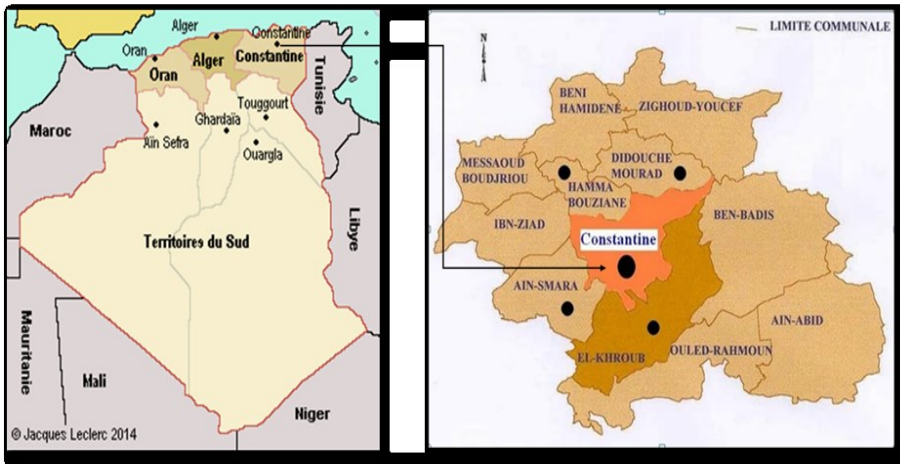 Alger
Constantine
Oran
Oran
Alger
Constantine
Tunisie
Touggourt
Ghardaïa
Maroc
Aïn Sefra
Ouargla
Libye
Territoires du Sud
Mauritanie
Mali
Niger
© Jacques Leclerc 2014
LIMITE COMMUNALE
N
BENI
HAMIDENE
ZIGHOUD-YOUCEF
MESSAOUD
BOUDJRIOU
DIDOUCHE
MOURAD
HAMMA
BOUZIANE
IBN-ZIAD
BEN-BADIS
Constantine
AIN-SMARA
AIN-ABID
EL-KHROUB
OULED-RAHMOUN